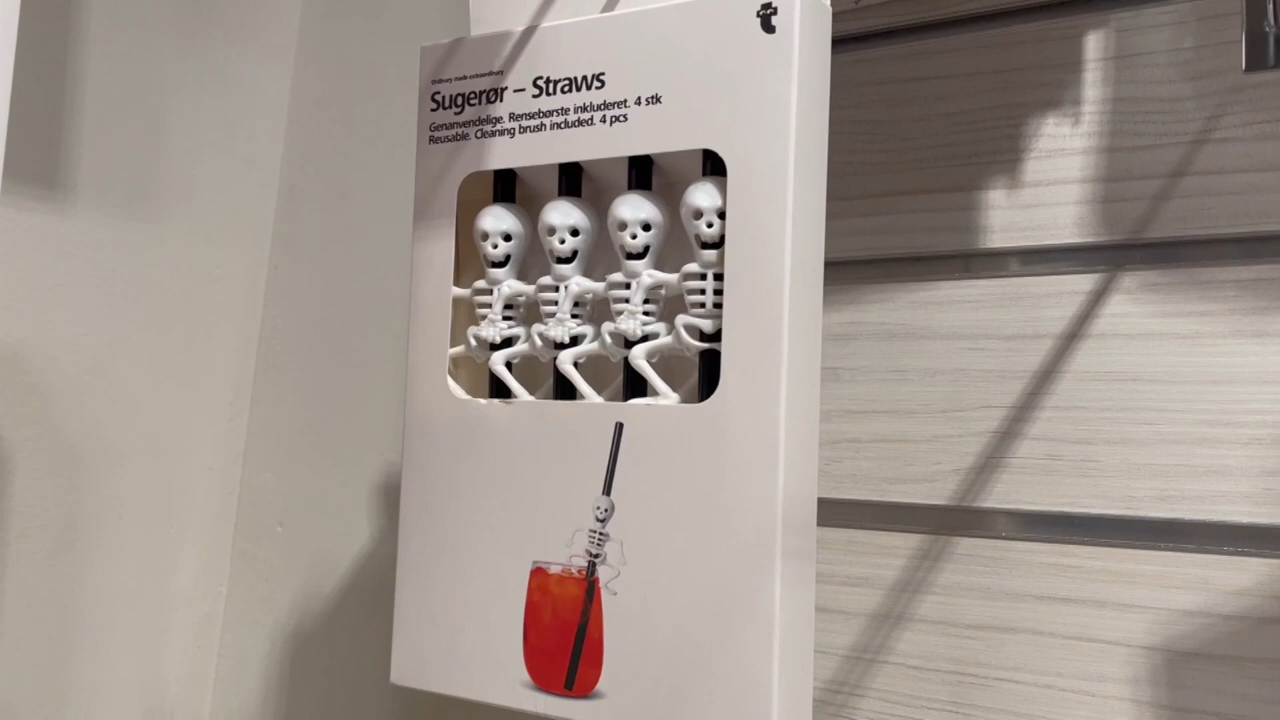 t
Ordinary made extraordinary
Sugerør – Straws
Genanvendelige. Rensebørste inkluderet. 4 stk
Reusable. Cleaning brush included. 4 pcs